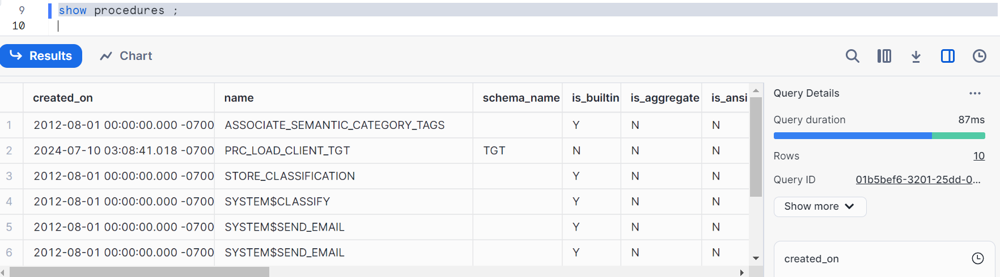 9 show procedures ;
10
Results Chart
created_on name schema_name is_builtin is_aggregate is_ansi
1 2012-08-01 00:00:00.000 -0700 ASSOCIATE_SEMANTIC_CATEGORY_TAGS Y N N
2 2024-07-10 03:08:41.018 -0700 PRC_LOAD_CLIENT_TGT TGT N N N
3 2012-08-01 00:00:00.000 -0700 STORE_CLASSIFICATION Y N N
4 2012-08-01 00:00:00.000 -0700 SYSTEM$CLASSIFY Y N N
5 2012-08-01 00:00:00.000 -0700 SYSTEM$SEND_EMAIL Y N N
6 2012-08-01 00:00:00.000 -0700 SYSTEM$SEND_EMAIL Y N N
Query Details ...
Query duration 87ms
Rows 10
Query ID 01b5bef6-3201-25dd-0...
Show more
created_on